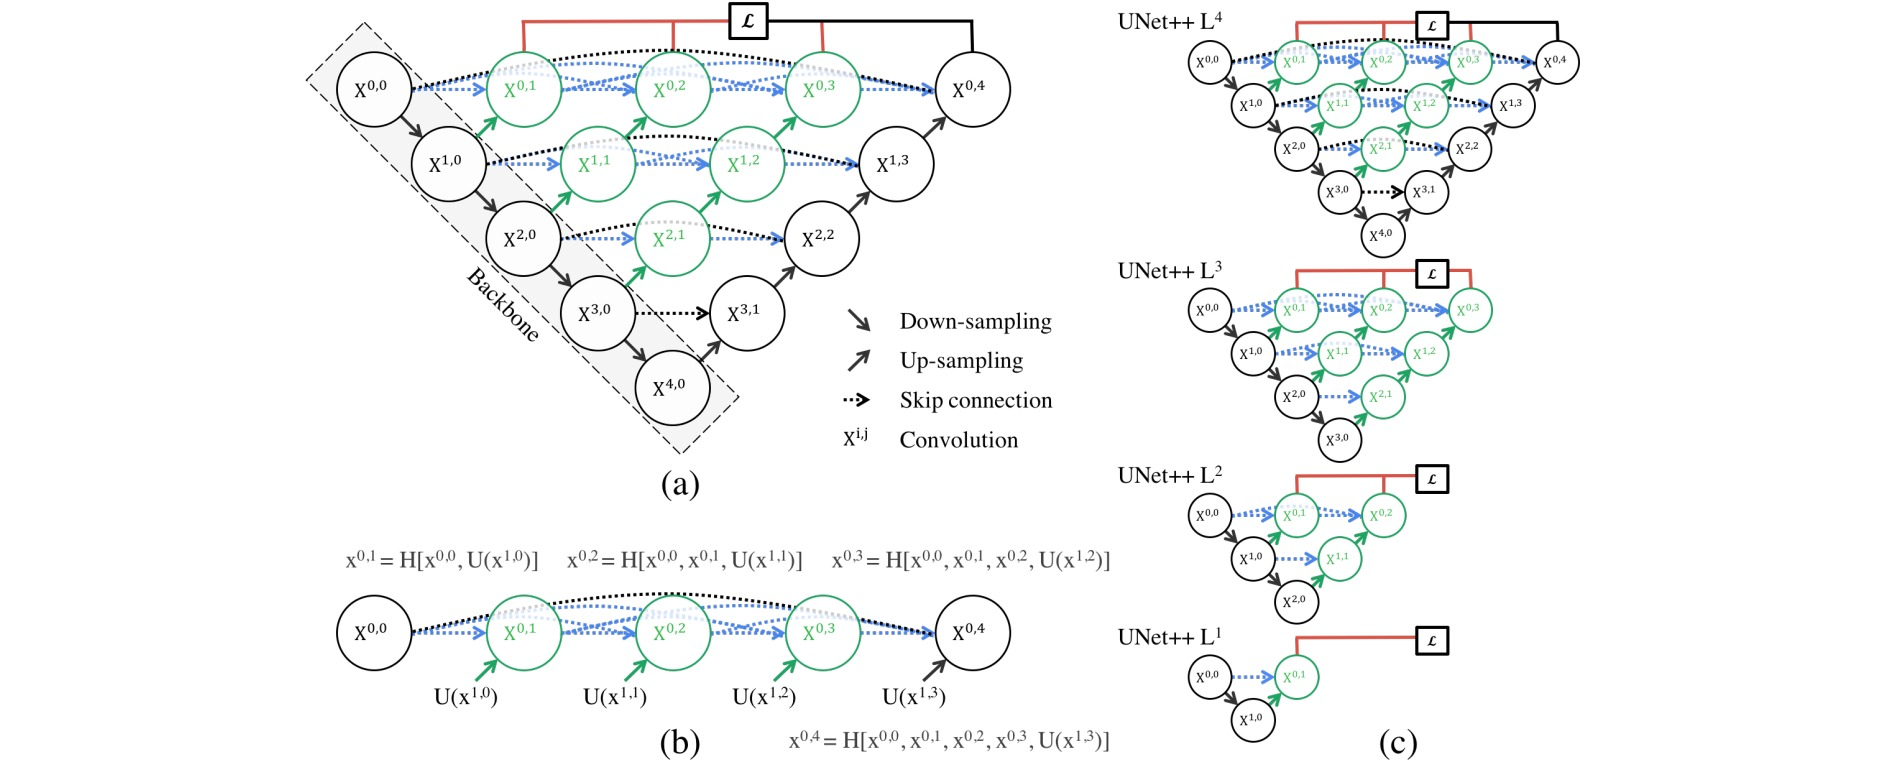 ℒ
X^0,0 X^0,1 X^0,2 X^0,3 X^0,4
X^1,0 X^1,1 X^1,2 X^1,3
X^2,0 X^2,1 X^2,2
X^3,0 X^3,1
X^4,0
Backbone
Down-sampling
Up-sampling
Skip connection
X^i,j Convolution
(a)
x^0,1 = H[x^0,0, U(x^1,0)] x^0,2 = H[x^0,0, x^0,1, U(x^1,1)] x^0,3 = H[x^0,0, x^0,1, x^0,2, U(x^1,2)]
X^0,0 X^0,1 X^0,2 X^0,3 X^0,4
U(x^1,0) U(x^1,1) U(x^1,2) U(x^1,3)
x^0,4 = H[x^0,0, x^0,1, x^0,2, x^0,3, U(x^1,3)]
(b)
UNet++ L^4
ℒ
X^0,0 X^0,1 X^0,2 X^0,3 X^0,4
X^1,0 X^1,1 X^1,2 X^1,3
X^2,0 X^2,1 X^2,2
X^3,0 X^3,1
X^4,0
UNet++ L^3
ℒ
X^0,0 X^0,1 X^0,2 X^0,3
X^1,0 X^1,1 X^1,2
X^2,0 X^2,1
X^3,0
UNet++ L^2
ℒ
X^0,0 X^0,1 X^0,2
X^1,0 X^1,1
X^2,0
UNet++ L^1
ℒ
X^0,0 X^0,1
X^1,0
(c)